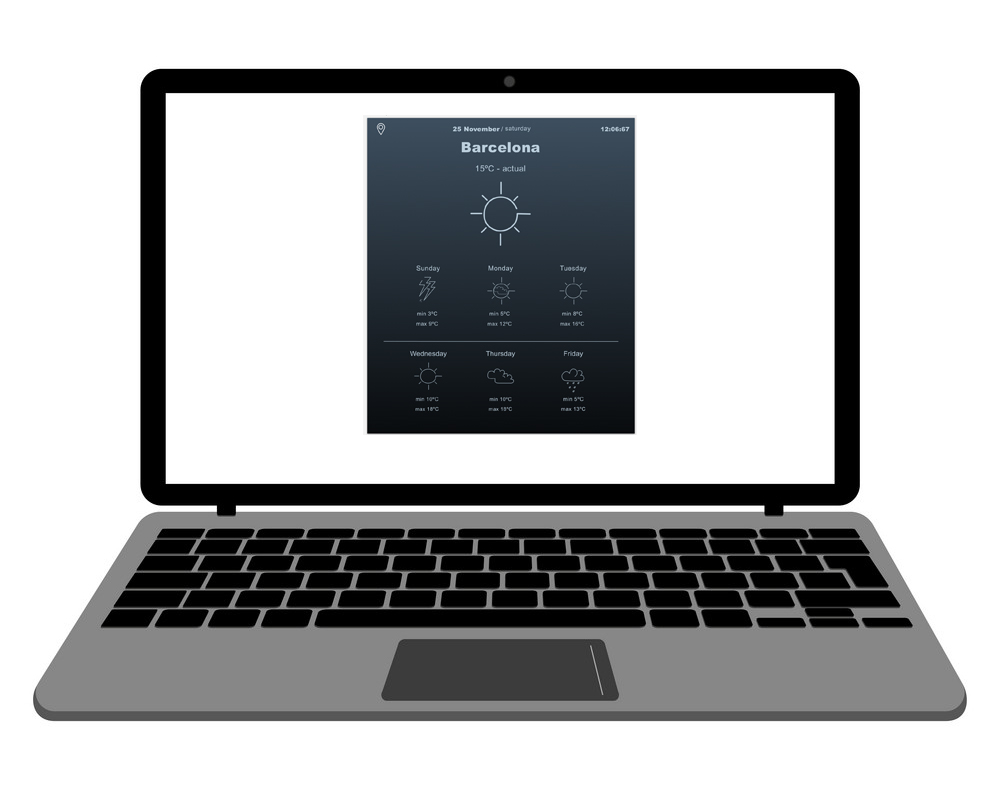 25 November / saturday 12:06:67
Barcelona
15ºC - actual
Sunday Monday Tuesday
min 3ºC min 5ºC min 8ºC
max 9ºC max 12ºC max 16ºC
Wednesday Thursday Friday
min 10ºC min 10ºC min 5ºC
max 18ºC max 15ºC max 13ºC